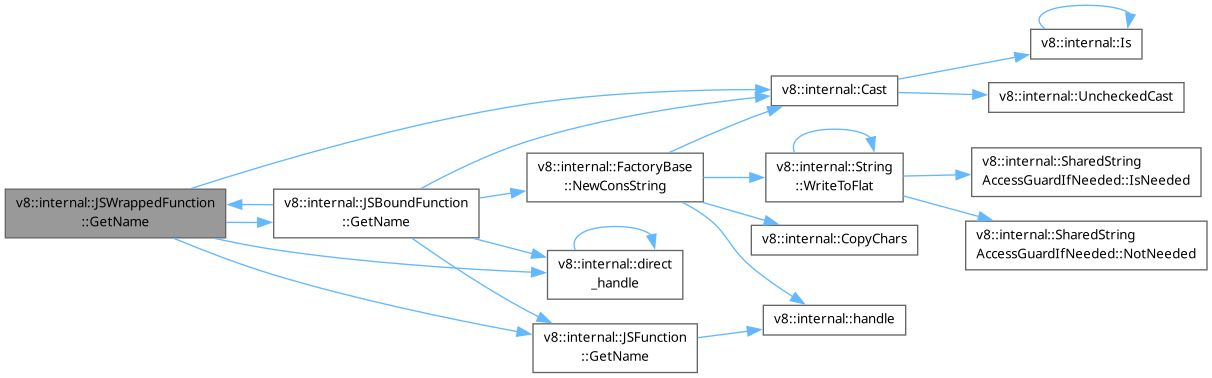 v8::internal::JSWrappedFunction
::GetName
v8::internal::JSBoundFunction
::GetName
v8::internal::FactoryBase
::NewConsString
v8::internal::direct
_handle
v8::internal::JSFunction
::GetName
v8::internal::Cast
v8::internal::String
::WriteToFlat
v8::internal::CopyChars
v8::internal::handle
v8::internal::Is
v8::internal::UncheckedCast
v8::internal::SharedString
AccessGuardIfNeeded::IsNeeded
v8::internal::SharedString
AccessGuardIfNeeded::NotNeeded